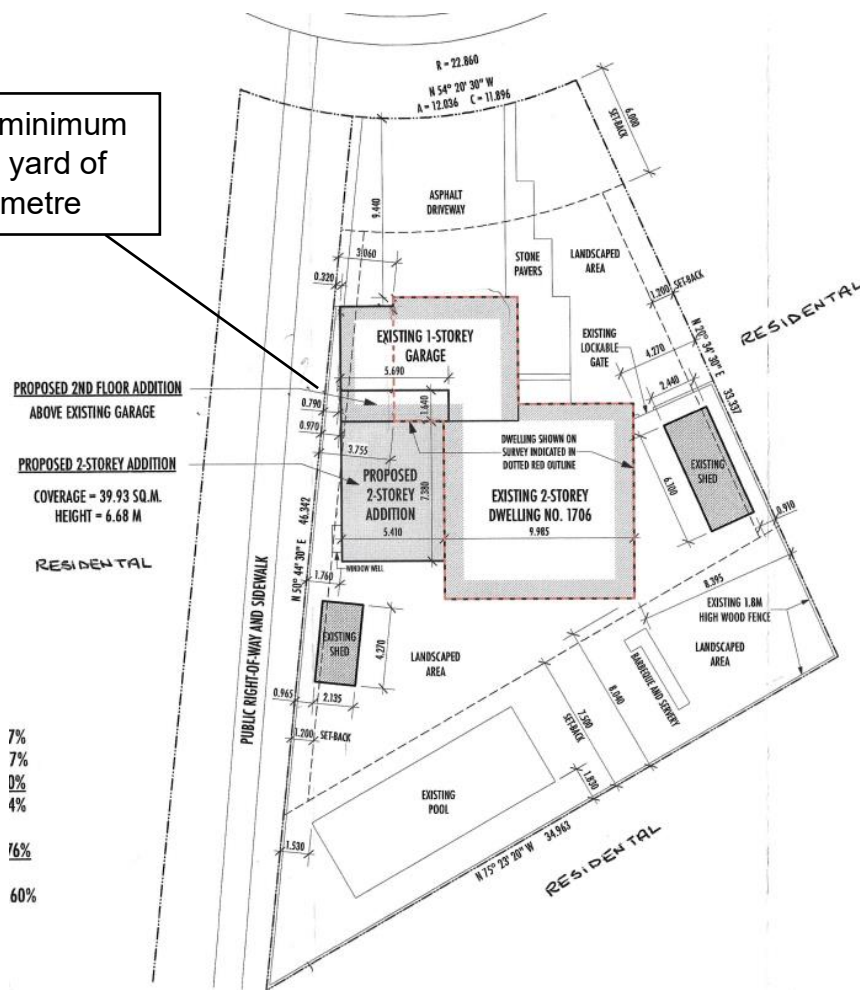 R = 22.860
N 54° 20' 30" W
A = 12.036 C = 11.896
6.000
SET-BACK
minimum
yard of
metre
9.440
ASPHALT
DRIVEWAY
3.060
0.320
STONE
PAVERS
LANDSCAPED
AREA
1.200 SET-BACK
RESIDENTAL
N 20° 34' 30" E 33.337
EXISTING 1-STOREY
GARAGE
5.690
EXISTING
LOCKABLE
GATE
4.270
2.440
PROPOSED 2ND FLOOR ADDITION
ABOVE EXISTING GARAGE
0.790
1.640
0.970
3.755
PROPOSED 2-STOREY ADDITION
COVERAGE = 39.93 SQ.M.
HEIGHT = 6.68 M
RESIDENTAL
PROPOSED
2-STOREY
ADDITION
7.380
5.410
DWELLING SHOWN ON
SURVEY INDICATED IN
DOTTED RED OUTLINE
EXISTING 2-STOREY
DWELLING NO. 1706
9.985
EXISTING
SHED
6.100
0.910
N 50° 44' 30" E 46.342
WINDOW WELL
1.760
8.395
EXISTING 1.8M
HIGH WOOD FENCE
LANDSCAPED
AREA
PUBLIC RIGHT-OF-WAY AND SIDEWALK
EXISTING
SHED
4.270
LANDSCAPED
AREA
0.965
2.135
1.200 SET-BACK
BARBEQUE AND SERVERY
8.040
7.500
SET-BACK
1.830
EXISTING
POOL
1.530
N 75° 23' 20" W 34.963
RESIDENTAL
7%
7%
0%
4%
76%
60%